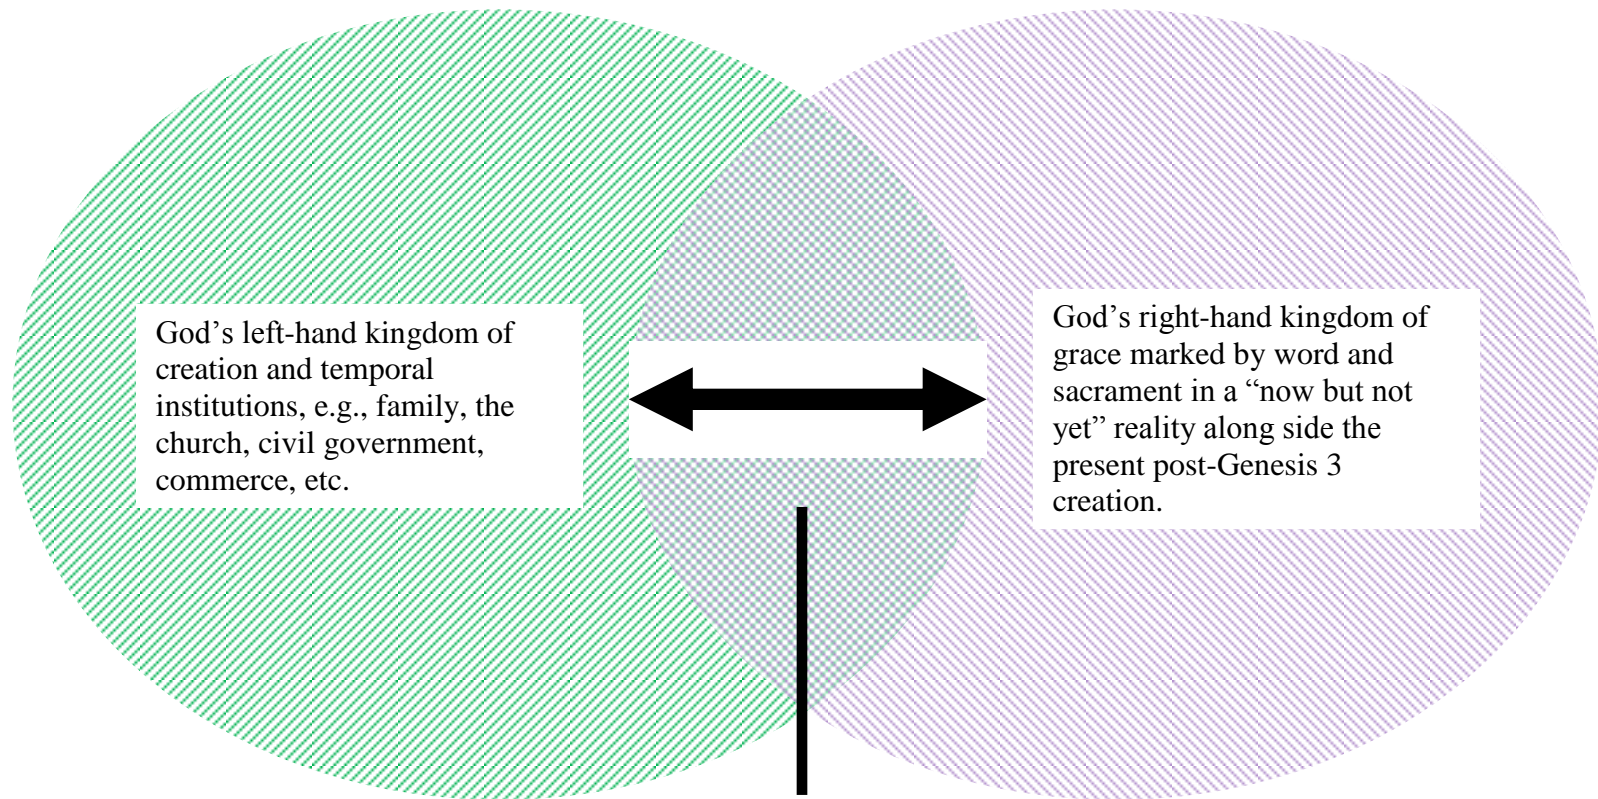 God’s left-hand kingdom of
creation and temporal
institutions, e.g., family, the
church, civil government,
commerce, etc.
God’s right-hand kingdom of
grace marked by word and
sacrament in a “now but not
yet” reality along side the
present post-Genesis 3
creation.